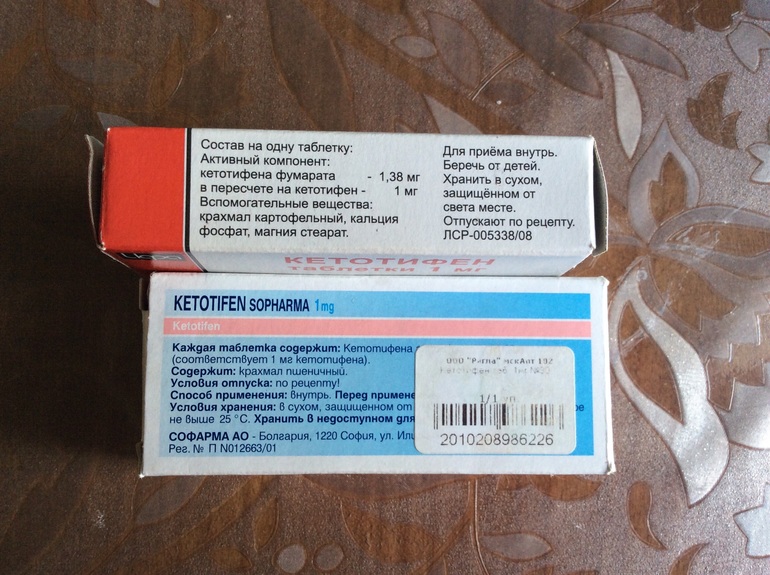 Состав на одну таблетку:
Активный компонент:
кетотифена фумарата - 1,38 мг
в пересчете на кетотифен - 1 мг
Вспомогательные вещества:
крахмал картофельный, кальция
фосфат, магния стеарат.
Для приёма внутрь.
Беречь от детей.
Хранить в сухом,
защищённом от
света месте.
Отпускают по рецепту.
ЛСР-005338/08
КЕТОТИФЕН
таблетки 1 мг
KETOTIFEN SOPHARMA 1mg
Ketotifen
Каждая таблетка содержит: Кетотифена
(соответствует 1 мг кетотифена).
Содержит: крахмал пшеничный.
Условия отпуска: по рецепту!
Способ применения: внутрь. Перед примене
Условия хранения: в сухом, защищенном от
не выше 25 °C. Хранить в недоступном для
СОФАРМА АО - Болгария, 1220 София, ул. Или
Рег. № П N012663/01
ООО "Ригла"
1/1 уп.
2010208986226